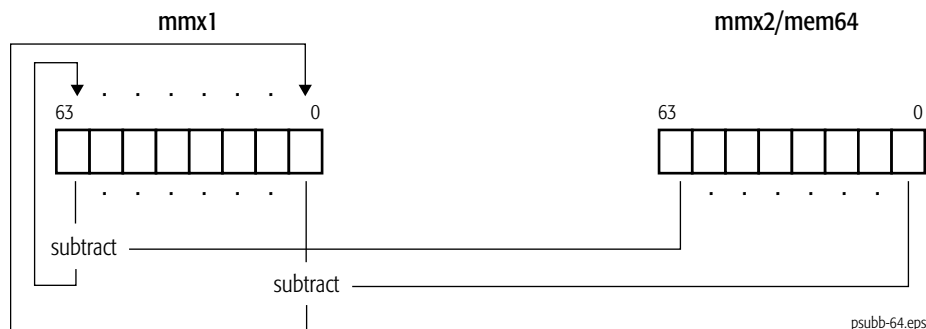 mmx1 mmx2/mem64
. . . . . .
63 0 63 0
. . . . . . . . . . . .
subtract
subtract
psubb-64.eps